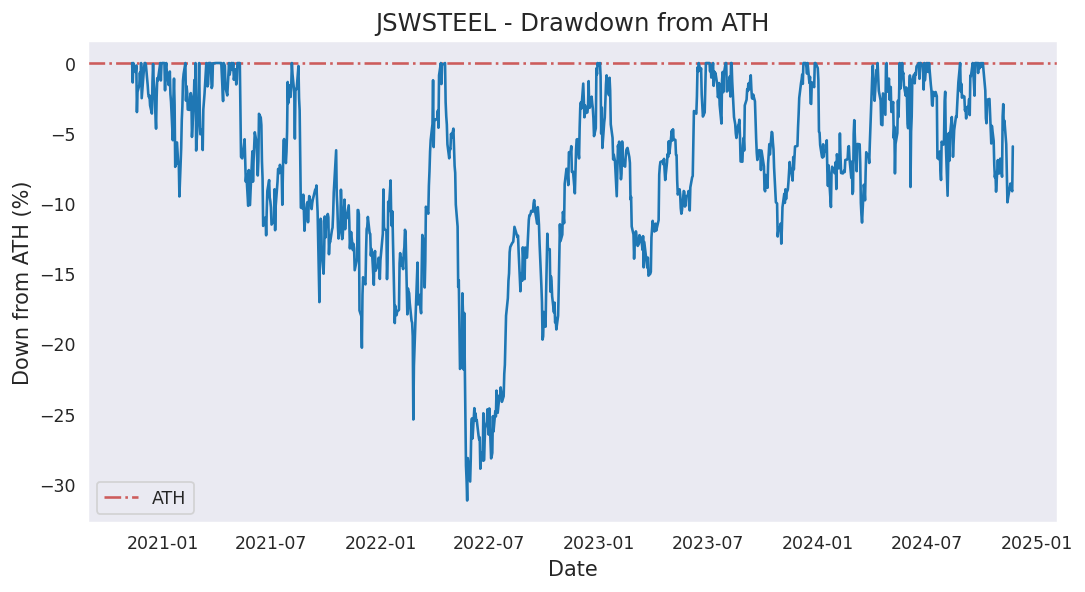 JSWSTEEL - Drawdown from ATH
Down from ATH (%)
0
−5
−10
−15
−20
−25
−30
ATH
2021-01 2021-07 2022-01 2022-07 2023-01 2023-07 2024-01 2024-07 2025-01
Date